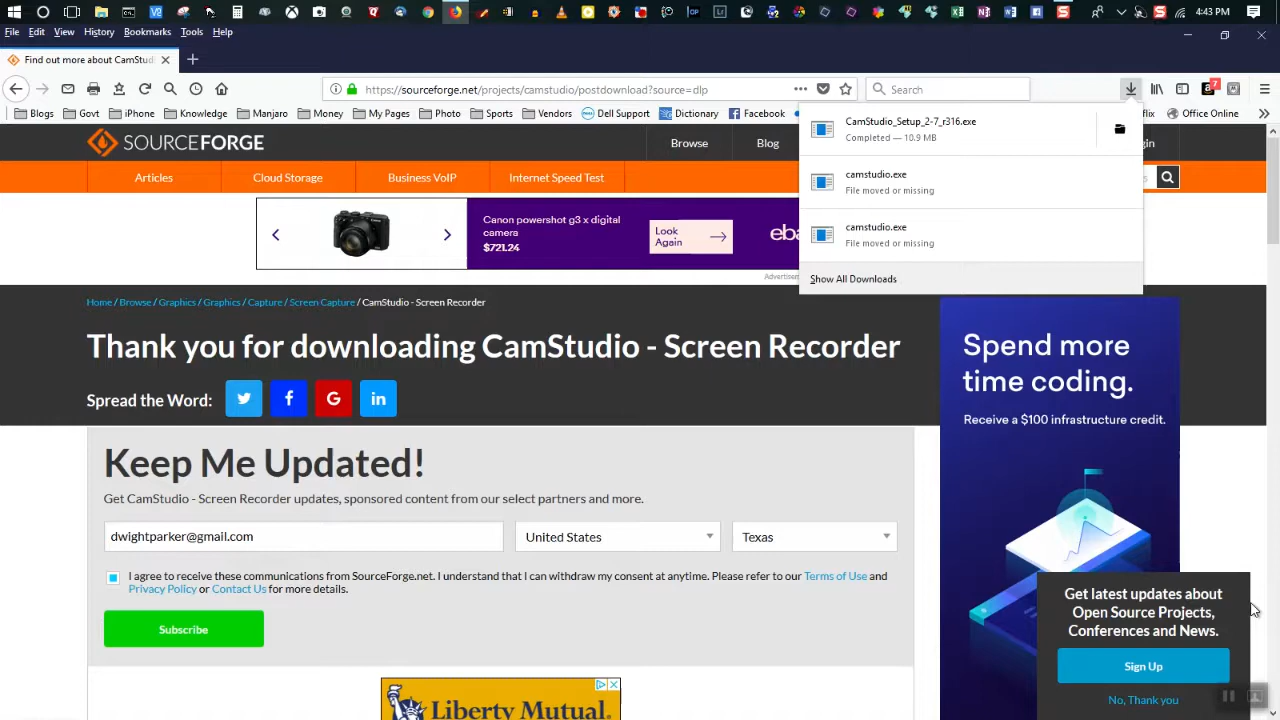 4:43 PM
File Edit View History Bookmarks Tools Help
Find out more about CamStudi
https://sourceforge.net/projects/camstudio/postdownload?source=dlp
Search
7
Blogs Govt iPhone Knowledge Manjaro Money My Pages Photo Sports Vendors Dell Support Dictionary Facebook
flix Office Online
CamStudio_Setup_2-7_r316.exe
Completed — 10.9 MB
camstudio.exe
File moved or missing
camstudio.exe
File moved or missing
Show All Downloads
SOURCEFORGE
Browse Blog
Articles Cloud Storage Business VoIP Internet Speed Test
Canon powershot g3 x digital
camera
$721.24
Look
Again
Home / Browse / Graphics / Graphics / Capture / Screen Capture / CamStudio - Screen Recorder
Thank you for downloading CamStudio - Screen Recorder
Spread the Word:
Keep Me Updated!
Get CamStudio - Screen Recorder updates, sponsored content from our select partners and more.
dwightparker@gmail.com United States Texas
I agree to receive these communications from SourceForge.net. I understand that I can withdraw my consent at anytime. Please refer to our Terms of Use and
Privacy Policy or Contact Us for more details.
Subscribe
Liberty Mutual.
Spend more
time coding.
Receive a $100 infrastructure credit.
Get latest updates about
Open Source Projects,
Conferences and News.
Sign Up
No, Thank you